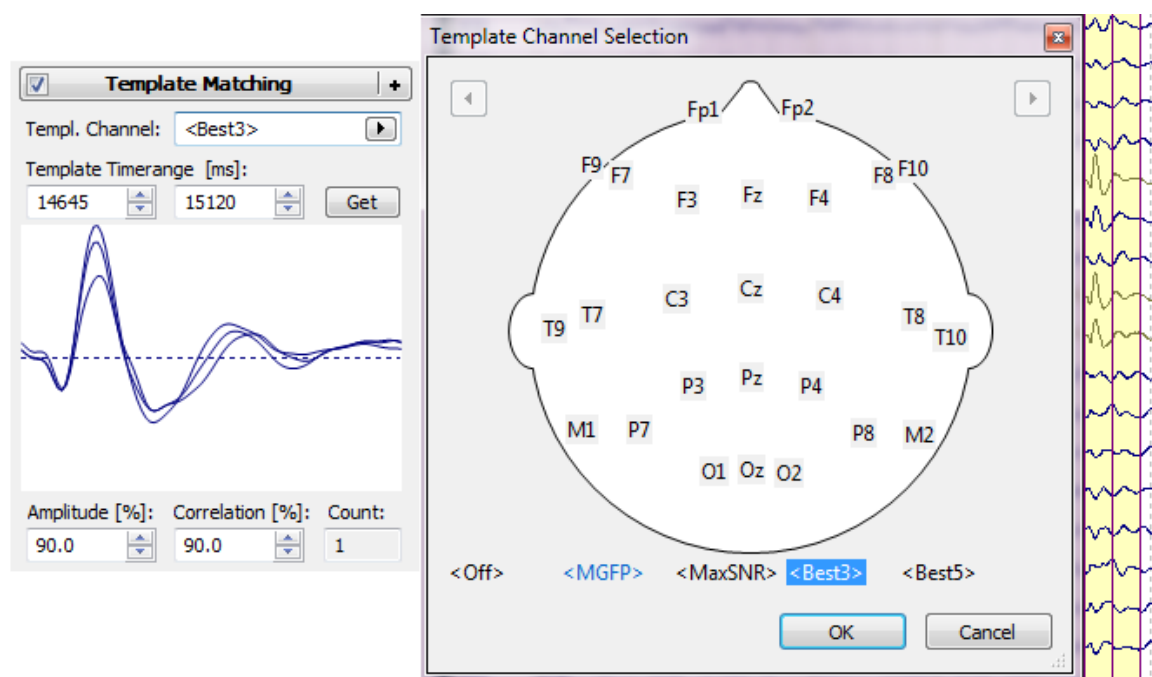 Template Matching
+
Templ. Channel: <Best3>
Template Timerange [ms]:
14645 15120 Get
Amplitude [%]: Correlation [%]: Count:
90.0 90.0 1
Template Channel Selection
Fp1 Fp2
F9 F7 F8 F10
F3 Fz F4
C3 Cz C4
T9 T7 T8 T10
P3 Pz P4
M1 P7 P8 M2
O1 Oz O2
<Off> <MGFP> <MaxSNR> <Best3> <Best5>
OK Cancel